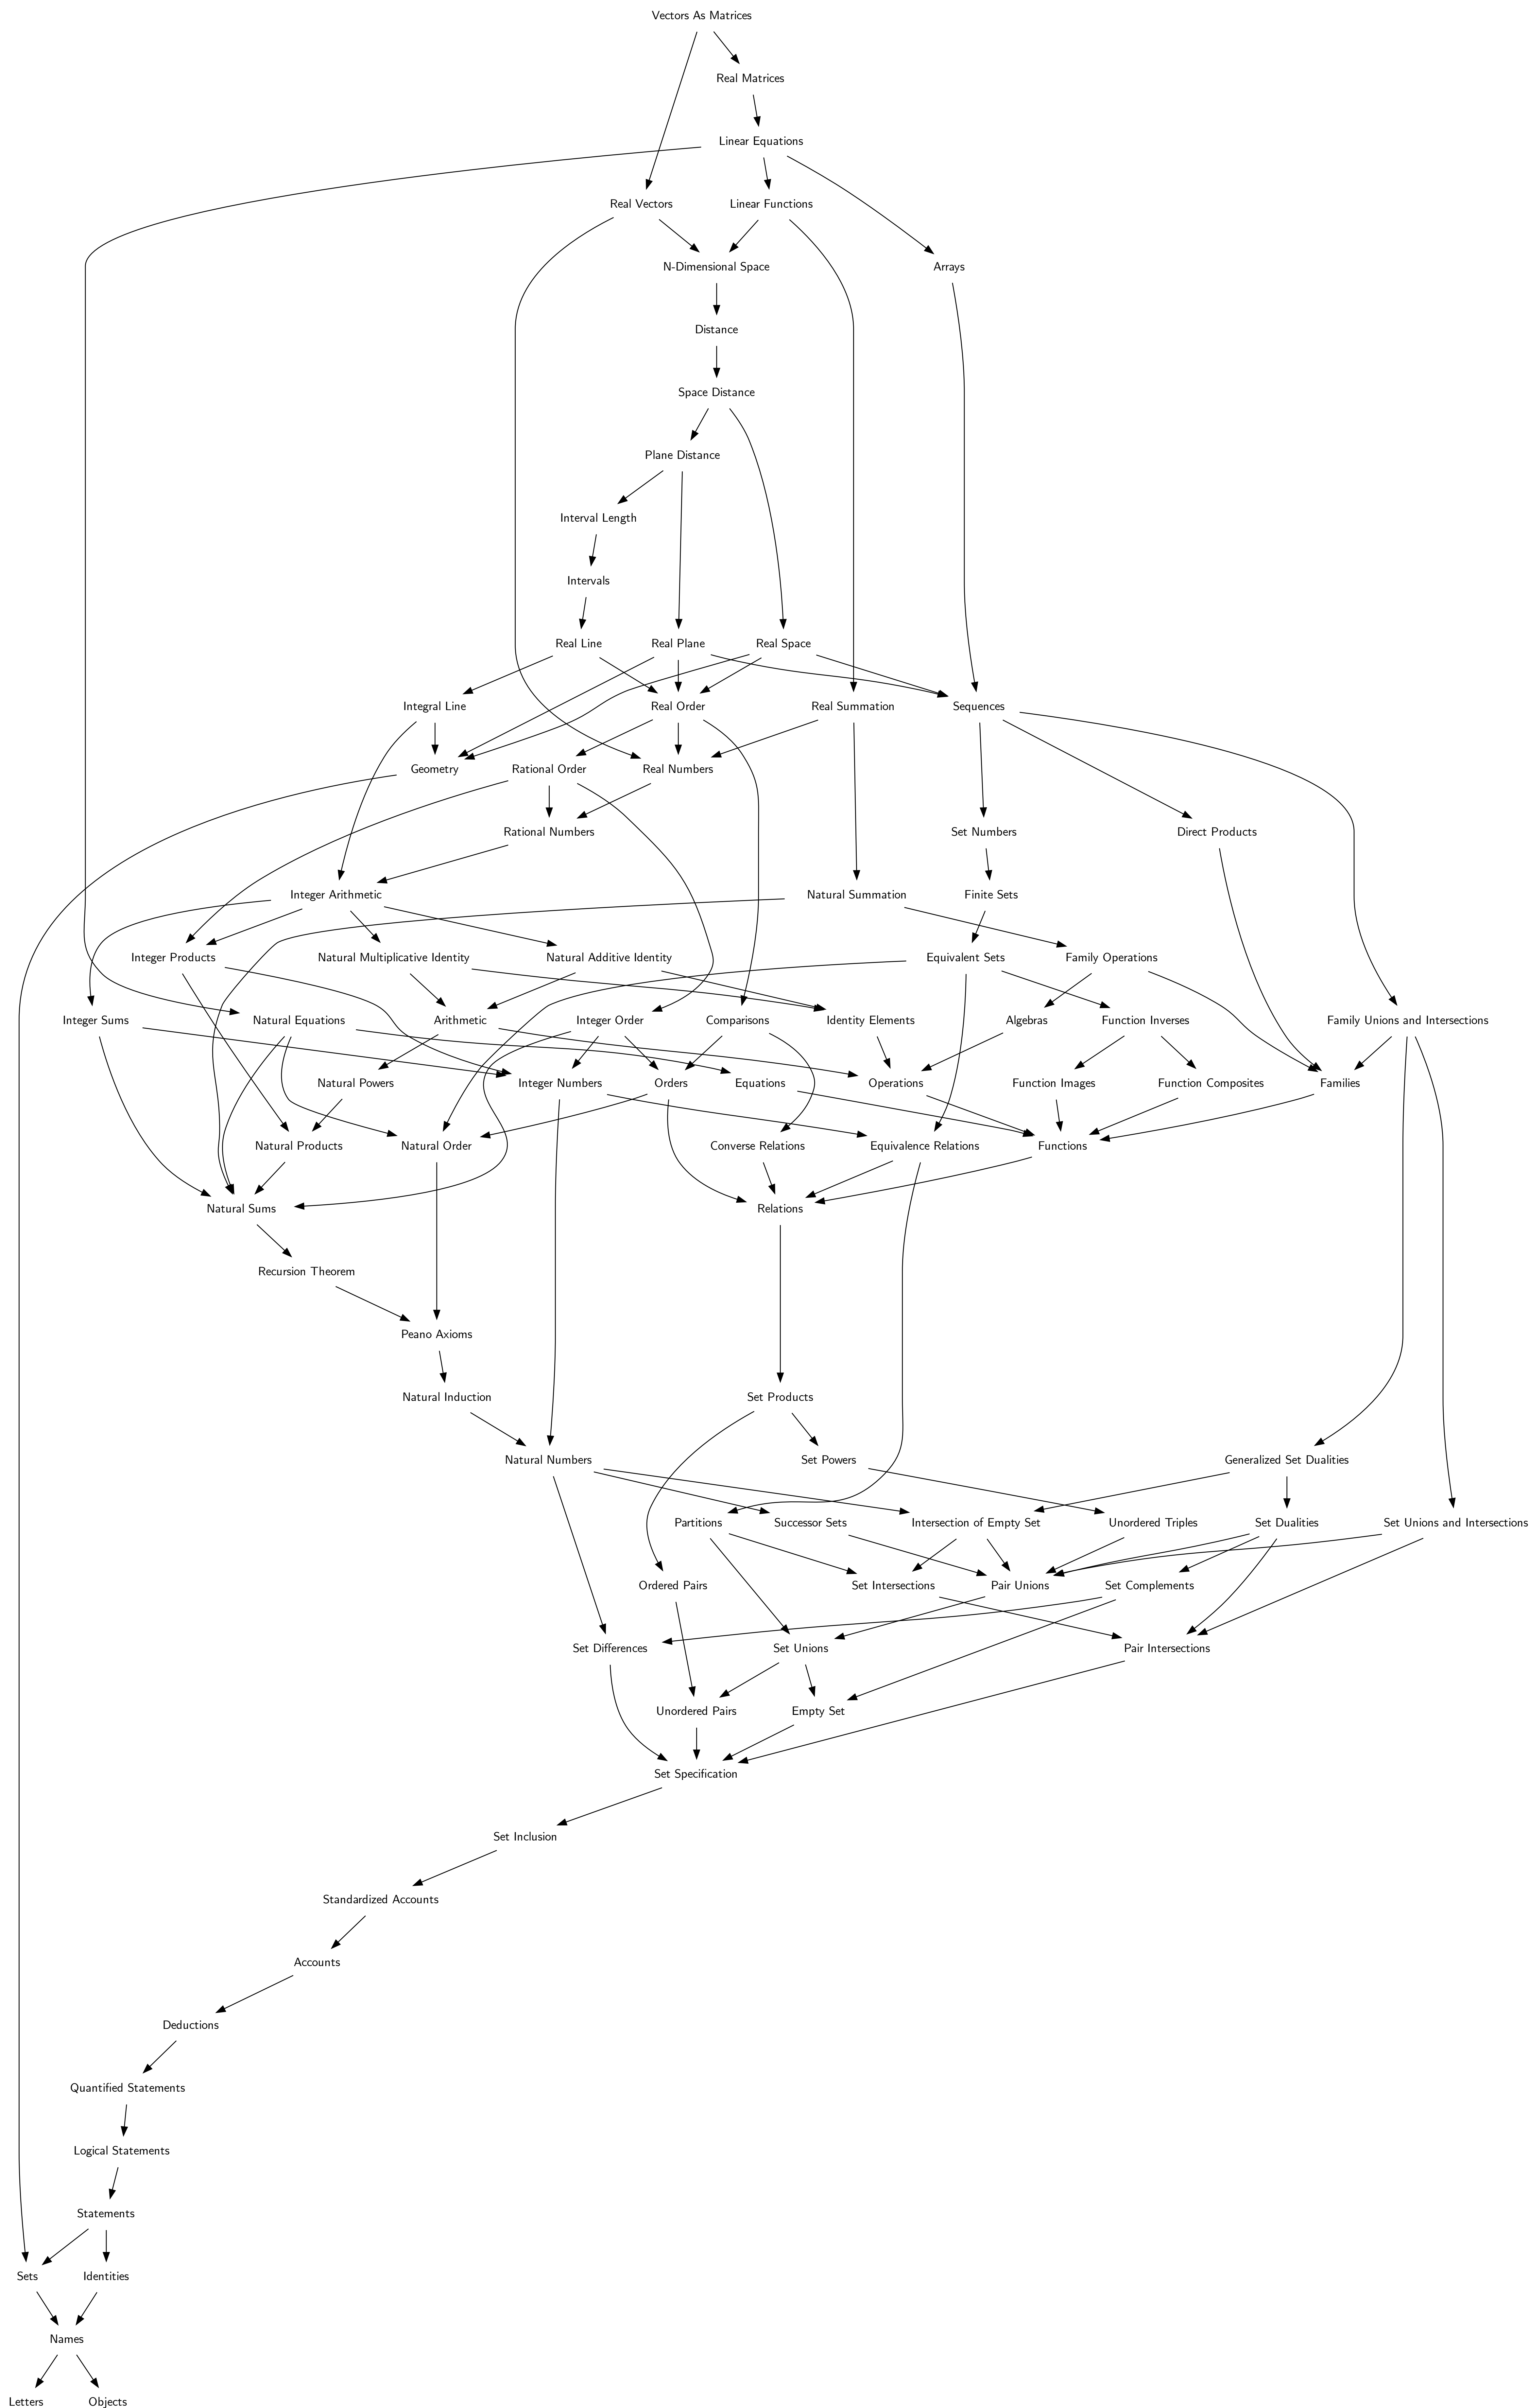 Vectors As Matrices
Real Matrices
Linear Equations
Real Vectors
Linear Functions
N-Dimensional Space
Arrays
Distance
Space Distance
Plane Distance
Interval Length
Intervals
Real Line
Real Plane
Real Space
Integral Line
Real Order
Real Summation
Sequences
Geometry
Rational Order
Real Numbers
Rational Numbers
Set Numbers
Direct Products
Integer Arithmetic
Natural Summation
Finite Sets
Integer Products
Natural Multiplicative Identity
Natural Additive Identity
Equivalent Sets
Family Operations
Integer Sums
Natural Equations
Arithmetic
Integer Order
Comparisons
Identity Elements
Algebras
Function Inverses
Family Unions and Intersections
Natural Powers
Integer Numbers
Orders
Equations
Operations
Function Images
Function Composites
Families
Natural Products
Natural Order
Converse Relations
Equivalence Relations
Functions
Natural Sums
Relations
Recursion Theorem
Peano Axioms
Natural Induction
Set Products
Natural Numbers
Set Powers
Generalized Set Dualities
Partitions
Successor Sets
Intersection of Empty Set
Unordered Triples
Set Dualities
Set Unions and Intersections
Ordered Pairs
Set Intersections
Pair Unions
Set Complements
Set Differences
Set Unions
Pair Intersections
Unordered Pairs
Empty Set
Set Specification
Set Inclusion
Standardized Accounts
Accounts
Deductions
Quantified Statements
Logical Statements
Statements
Sets
Identities
Names
Letters
Objects